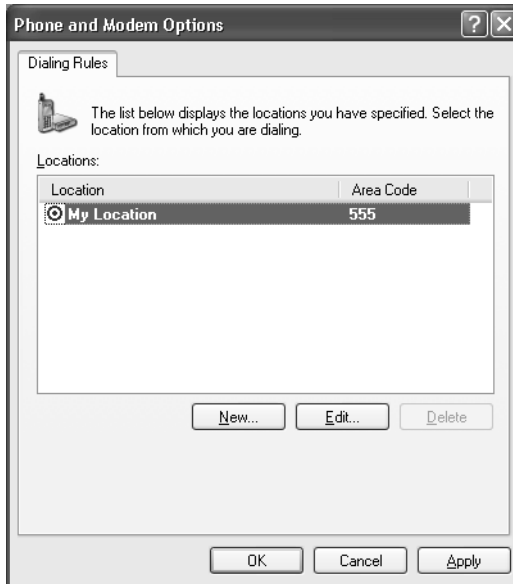 Phone and Modem Options
Dialing Rules
The list below displays the locations you have specified. Select the
location from which you are dialing.
Locations:
Location Area Code
My Location 555
New... Edit... Delete
OK Cancel Apply